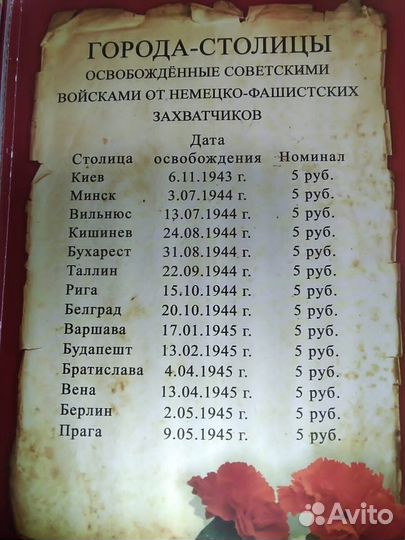 ГОРОДА-СТОЛИЦЫ
ОСВОБОЖДЁННЫЕ СОВЕТСКИМИ
ВОЙСКАМИ ОТ НЕМЕЦКО-ФАШИСТСКИХ
ЗАХВАТЧИКОВ
Дата
Столица освобождения Номинал
Киев 6.11.1943 г. 5 руб.
Минск 3.07.1944 г. 5 руб.
Вильнюс 13.07.1944 г. 5 руб.
Кишинев 24.08.1944 г. 5 руб.
Бухарест 31.08.1944 г. 5 руб.
Таллин 22.09.1944 г. 5 руб.
Рига 15.10.1944 г. 5 руб.
Белград 20.10.1944 г. 5 руб.
Варшава 17.01.1945 г. 5 руб.
Будапешт 13.02.1945 г. 5 руб.
Братислава 4.04.1945 г. 5 руб.
Вена 13.04.1945 г. 5 руб.
Берлин 2.05.1945 г. 5 руб.
Прага 9.05.1945 г. 5 руб.
Avito